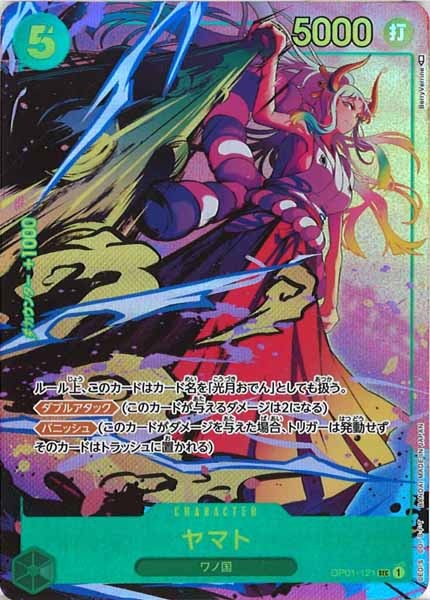 5
5000
打
カウンター+1000
ルール上、このカードはカード名を「光月おでん」としても扱う。
ダブルアタック (このカードが与えるダメージは2になる)
バニッシュ (このカードがダメージを与えた場合、トリガーは発動せず
そのカードはトラッシュに置かれる)
CHARACTER
ヤマト
ワノ国
OP01-121 SEC 1